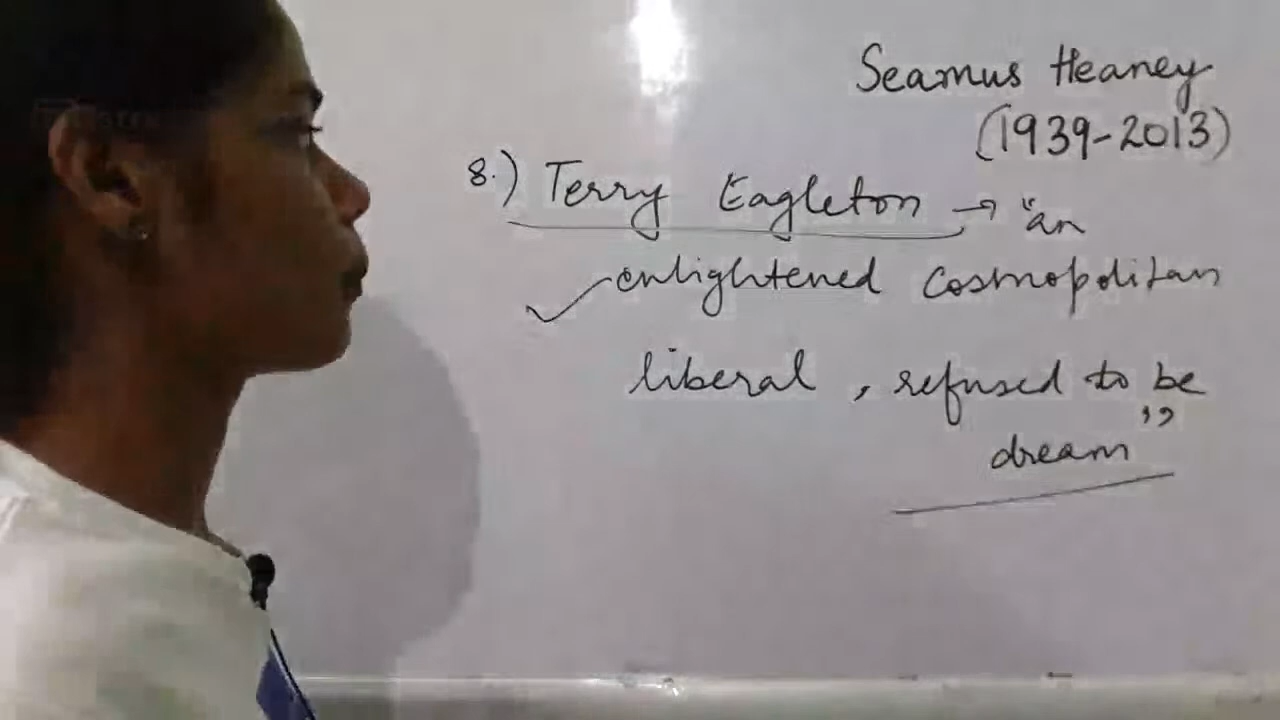 Seamus Heaney
(1939-2013)
8.) Terry Eagleton → "an
enlightened cosmopolitan
liberal, refused to be
dream"